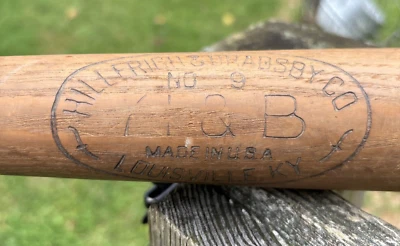 HILLERICH & BRADSBY CO
NO 9
H & B
MADE IN U.S.A
LOUISVILLE, KY.